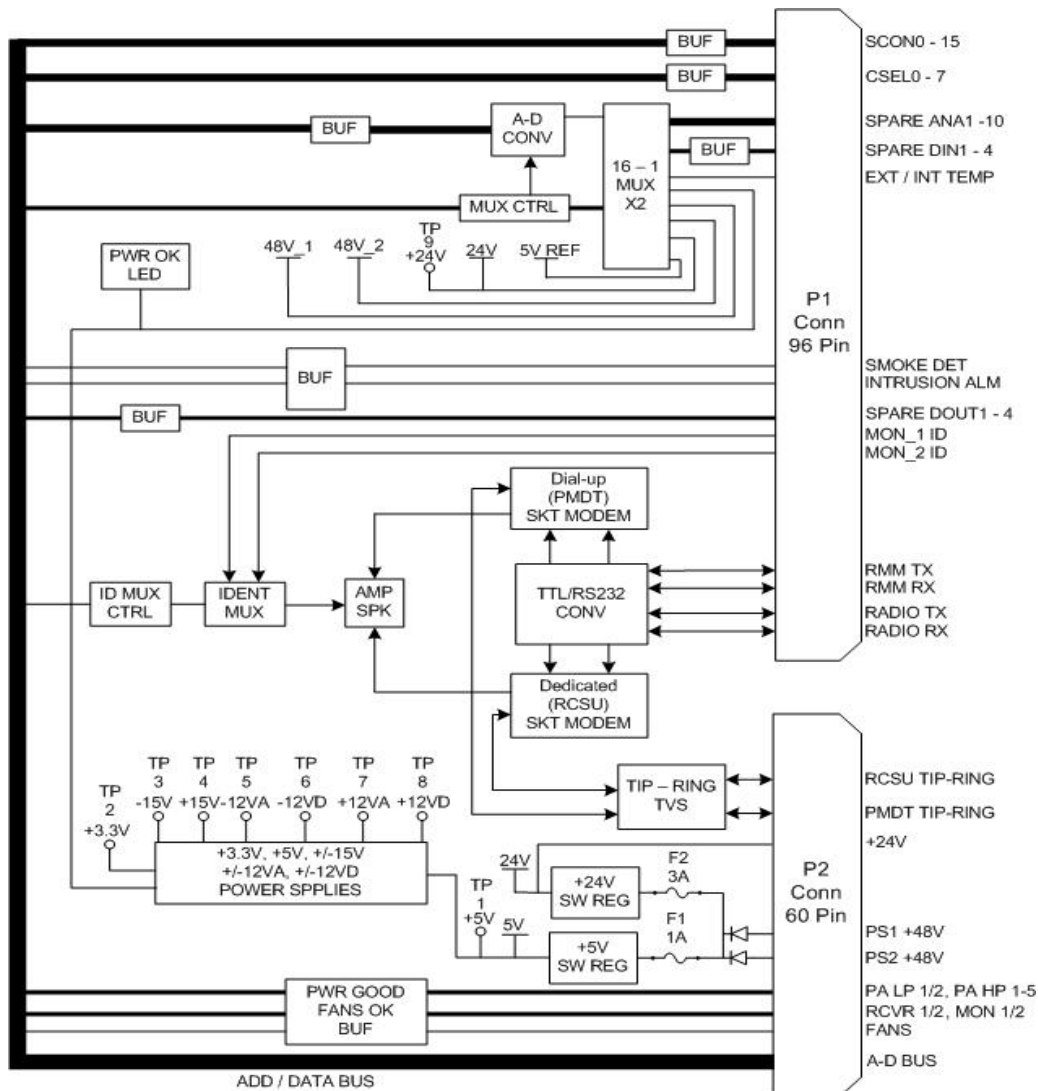 BUF
SCON0 - 15
BUF
CSEL0 - 7
A-D
CONV
SPARE ANA1 -10
BUF
BUF
SPARE DIN1 - 4
16 – 1
MUX
X2
EXT / INT TEMP
MUX CTRL
TP
9
+24V
48V_1
48V_2
24V
5V REF
PWR OK
LED
P1
Conn
96 Pin
BUF
SMOKE DET
INTRUSION ALM
BUF
SPARE DOUT1 - 4
MON_1 ID
MON_2 ID
Dial-up
(PMDT)
SKT MODEM
ID MUX
CTRL
IDENT
MUX
AMP
SPK
TTL/RS232
CONV
RMM TX
RMM RX
RADIO TX
RADIO RX
Dedicated
(RCSU)
SKT MODEM
TIP – RING
TVS
RCSU TIP-RING
PMDT TIP-RING
TP
2
+3.3V
TP
3
-15V
TP
4
+15V
TP
5
-12VA
TP
6
-12VD
TP
7
+12VA
TP
8
+12VD
+3.3V, +5V, +/-15V
+/-12VA, +/-12VD
POWER SPPLIES
+24V
24V
+24V
SW REG
F2
3A
TP
1
+5V
5V
+5V
SW REG
F1
1A
P2
Conn
60 Pin
PS1 +48V
PS2 +48V
PWR GOOD
FANS OK
BUF
PA LP 1/2, PA HP 1-5
RCVR 1/2, MON 1/2
FANS
A-D BUS
ADD / DATA BUS